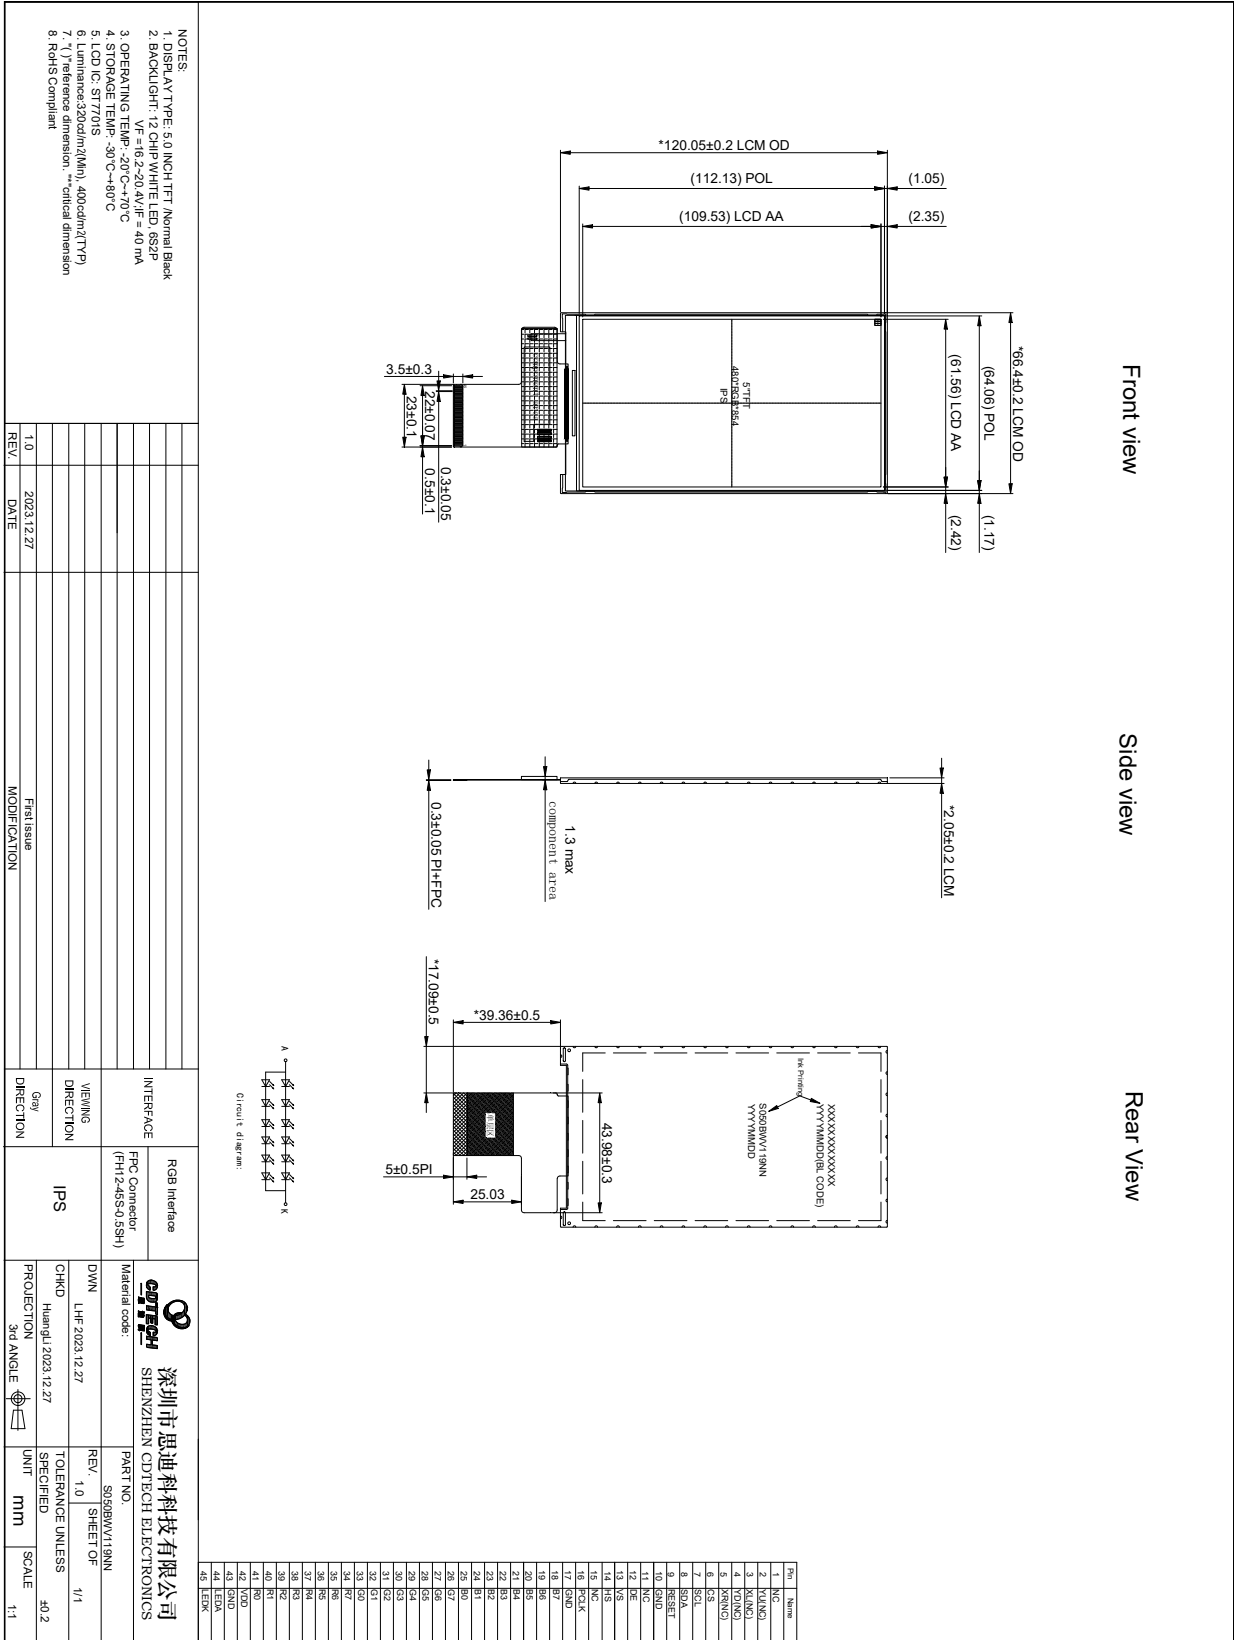 Front view
Side view
Rear View
*66.4±0.2 LCM OD
(64.06) POL
(1.17)
(61.56) LCD AA
(2.42)
*120.05±0.2 LCM OD
(112.13) POL
(1.05)
(109.53) LCD AA
(2.35)
5"TFT
480*RGB*854
IPS
3.5±0.3
0.3±0.05
22±0.07
0.5±0.1
23±0.1
*2.05±0.2 LCM
1.3 max
component area
0.3±0.05 PI+FPC
Ink Printing
XXXXXXXXXXXXXX
YYYYMMDD(BL CODE)
S050BWV119NN
YYYYMMDD
43.98±0.3
*39.36±0.5
*17.09±0.5
5±0.5PI
25.03
A
K
Circuit diagram:
Pin Name
1 NC
2 YU(NC)
3 XL(NC)
4 YD(NC)
5 XR(NC)
6 CS
7 SCL
8 SDA
9 RESET
10 GND
11 NC
12 DE
13 VS
14 HS
15 NC
16 PCLK
17 GND
18 B7
19 B6
20 B5
21 B4
22 B3
23 B2
24 B1
25 B0
26 G7
27 G6
28 G5
29 G4
30 G3
31 G2
32 G1
33 G0
34 R7
35 R6
36 R5
37 R4
38 R3
39 R2
40 R1
41 R0
42 VDD
43 GND
44 LEDA
45 LEDK
NOTES:
1. DISPLAY TYPE: 5.0 INCH TFT /Normal Black
2. BACKLIGHT: 12 CHIP WHITE LED, 6S2P
VF =16.2~20.4V;IF = 40 mA
3. OPERATING TEMP: -20°C~+70°C
4. STORAGE TEMP: -30°C~+80°C
5. LCD IC: ST7701S
6. Luminance:320cd/m2(Min), 400cd/m2(TYP)
7. "( )"reference dimension, "*"critical dimension
8. RoHS Compliant
1.0 2023.12.27 First issue
REV. DATE MODIFICATION
INTERFACE
RGB Interface
FPC Connector
(FH12-45S-0.5SH)
VIEWING
DIRECTION
IPS
Gray
DIRECTION
CDTECH
深圳市思迪科科技有限公司
SHENZHEN CDTECH ELECTRONICS
Material code:
PART NO.
S050BWV119NN
DWN
LHF 2023.12.27
REV.
1.0
SHEET OF
1/1
CHKD
HuangLi 2023.12.27
TOLERANCE UNLESS
SPECIFIED
±0.2
PROJECTION
3rd ANGLE
UNIT
mm
SCALE
1:1